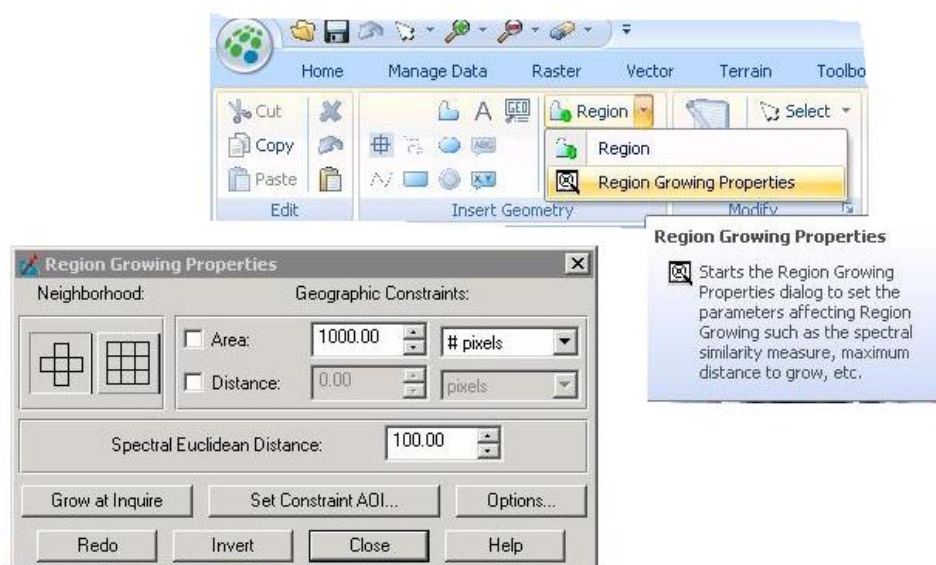 Home Manage Data Raster Vector Terrain Toolbo
Cut A GEO Region Select
Copy ABC Region
Paste X,Y Region Growing Properties
Edit Insert Geometry Modify
Region Growing Properties
Starts the Region Growing
Properties dialog to set the
parameters affecting Region
Growing such as the spectral
similarity measure, maximum
distance to grow, etc.
Region Growing Properties
Neighborhood: Geographic Constraints:
Area: 1000.00 # pixels
Distance: 0.00 pixels
Spectral Euclidean Distance: 100.00
Grow at Inquire Set Constraint AOI... Options...
Redo Invert Close Help